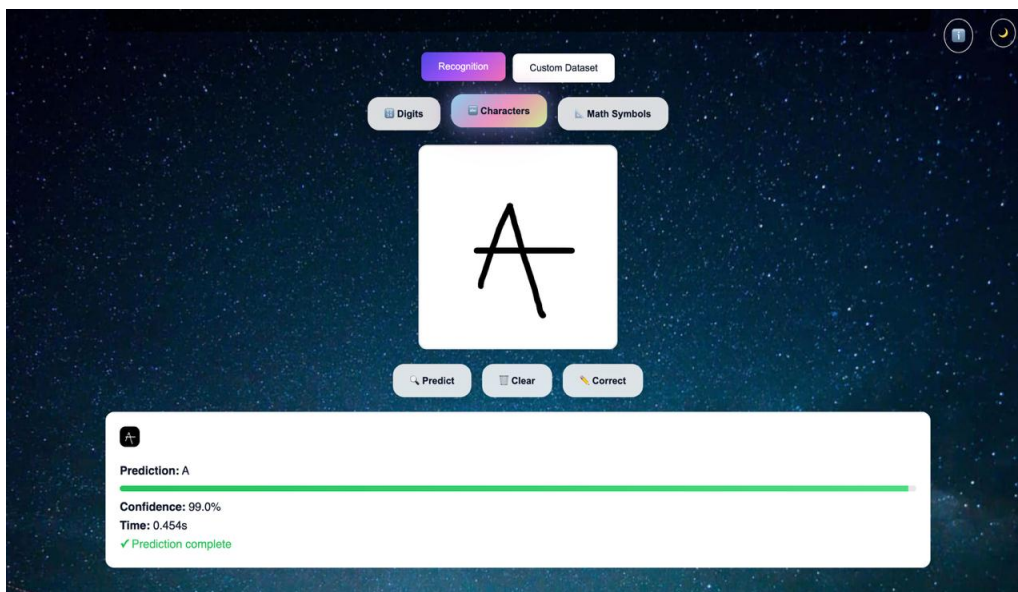 Recognition Custom Dataset
Digits Characters Math Symbols
A
Predict Clear Correct
A
Prediction: A
Confidence: 99.0%
Time: 0.454s
✓ Prediction complete